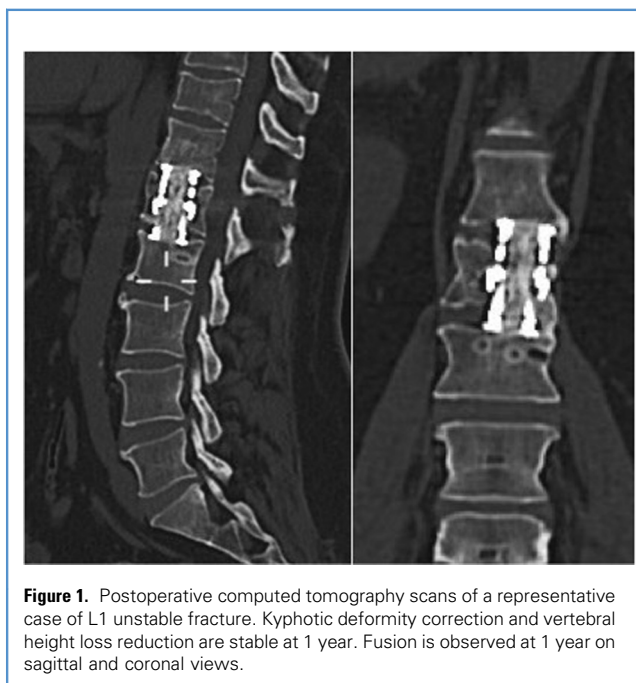 Figure 1. Postoperative computed tomography scans of a representative
case of L1 unstable fracture. Kyphotic deformity correction and vertebral
height loss reduction are stable at 1 year. Fusion is observed at 1 year on
sagittal and coronal views.